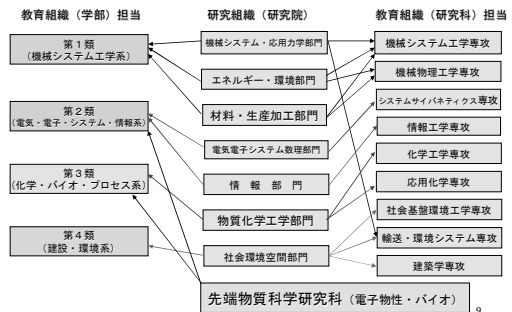 教育組織（学部）担当
研究組織（研究院）
教育組織（研究科）担当
第１類
（機械システム工学系）
第２類
（電気・電子・システム・情報系）
第３類
（化学・バイオ・プロセス系）
第４類
（建設・環境系）
機械システム・応用力学部門
エネルギー・環境部門
材料・生産加工部門
電気電子システム数理部門
情　報　部　門
物質化学工学部門
社会環境空間部門
機械システム工学専攻
機械物理工学専攻
システムサイバネティクス専攻
情報工学専攻
化学工学専攻
応用化学専攻
社会基盤環境工学専攻
輸送・環境システム専攻
建築学専攻
先端物質科学研究科（電子物性・バイオ）
9